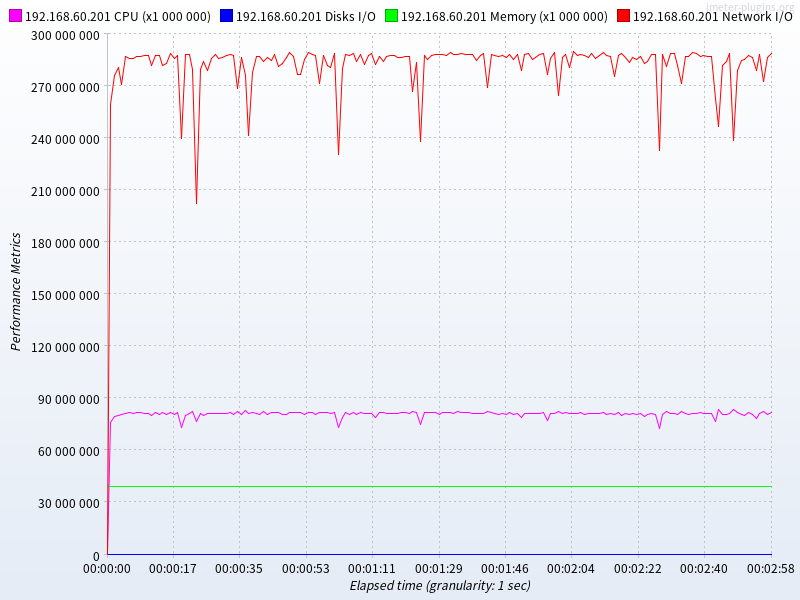 jmeter-plugins.org
192.168.60.201 CPU (x1 000 000) 192.168.60.201 Disks I/O 192.168.60.201 Memory (x1 000 000) 192.168.60.201 Network I/O
300 000 000
270 000 000
240 000 000
210 000 000
180 000 000
150 000 000
120 000 000
90 000 000
60 000 000
30 000 000
0
Performance Metrics
00:00:00 00:00:17 00:00:35 00:00:53 00:01:11 00:01:29 00:01:46 00:02:04 00:02:22 00:02:40 00:02:58
Elapsed time (granularity: 1 sec)